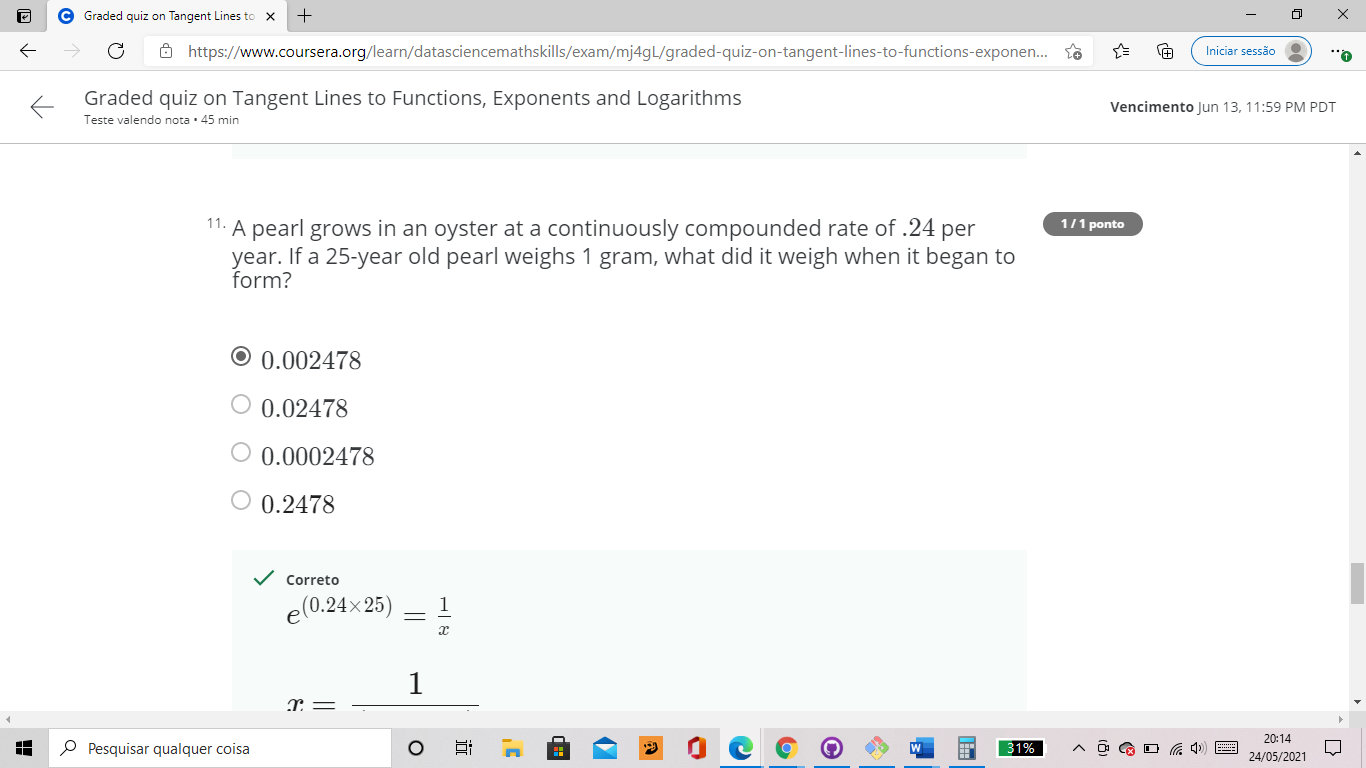 Graded quiz on Tangent Lines to
https://www.coursera.org/learn/datasciencemathskills/exam/mj4gL/graded-quiz-on-tangent-lines-to-functions-exponen...
Iniciar sessão
Graded quiz on Tangent Lines to Functions, Exponents and Logarithms
Teste valendo nota • 45 min
Vencimento Jun 13, 11:59 PM PDT
11. A pearl grows in an oyster at a continuously compounded rate of .24 per
year. If a 25-year old pearl weighs 1 gram, what did it weigh when it began to
form?
1 / 1 ponto
0.002478
0.02478
0.0002478
0.2478
Correto
e^(0.24×25) = 1/x
x = 1
Pesquisar qualquer coisa
31%
20:14
24/05/2021